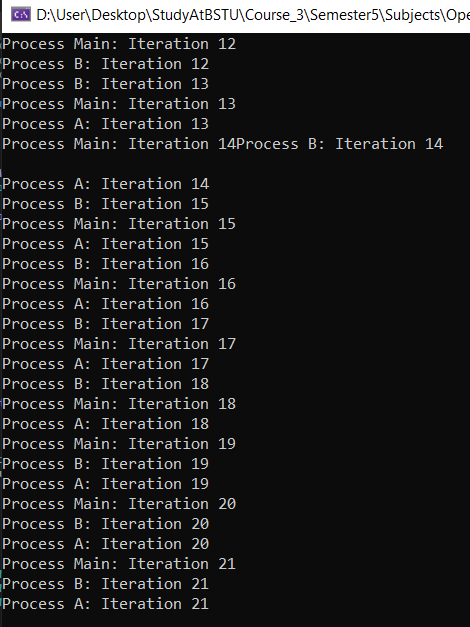 D:\User\Desktop\StudyAtBSTU\Course_3\Semester5\Subjects\Ope
Process Main: Iteration 12
Process B: Iteration 12
Process B: Iteration 13
Process Main: Iteration 13
Process A: Iteration 13
Process Main: Iteration 14Process B: Iteration 14
Process A: Iteration 14
Process B: Iteration 15
Process Main: Iteration 15
Process A: Iteration 15
Process B: Iteration 16
Process Main: Iteration 16
Process A: Iteration 16
Process B: Iteration 17
Process Main: Iteration 17
Process A: Iteration 17
Process B: Iteration 18
Process Main: Iteration 18
Process A: Iteration 18
Process Main: Iteration 19
Process B: Iteration 19
Process A: Iteration 19
Process Main: Iteration 20
Process B: Iteration 20
Process A: Iteration 20
Process Main: Iteration 21
Process B: Iteration 21
Process A: Iteration 21